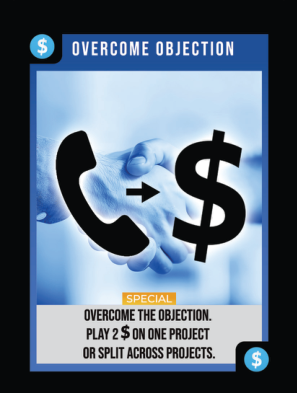 $ OVERCOME OBJECTION
$
SPECIAL
OVERCOME THE OBJECTION.
PLAY 2 $ ON ONE PROJECT
OR SPLIT ACROSS PROJECTS.
$